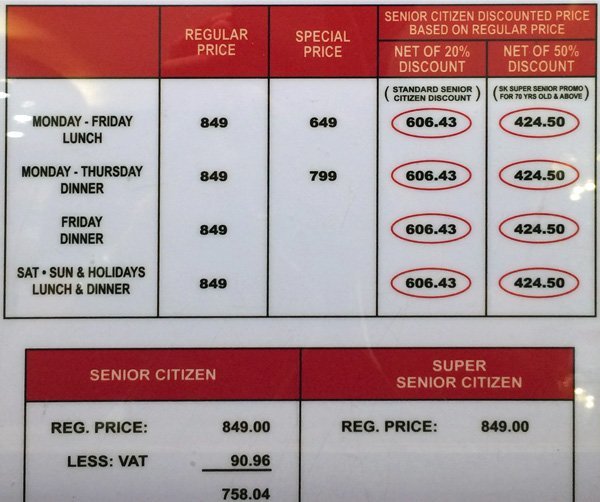 REGULAR PRICE SPECIAL PRICE SENIOR CITIZEN DISCOUNTED PRICE
BASED ON REGULAR PRICE
NET OF 20% DISCOUNT NET OF 50% DISCOUNT
(STANDARD SENIOR CITIZEN DISCOUNT) (SK SUPER SENIOR PROMO FOR 70 YRS OLD & ABOVE)
MONDAY - FRIDAY LUNCH 849 649 606.43 424.50
MONDAY - THURSDAY DINNER 849 799 606.43 424.50
FRIDAY DINNER 849 606.43 424.50
SAT • SUN & HOLIDAYS LUNCH & DINNER 849 606.43 424.50
SENIOR CITIZEN SUPER SENIOR CITIZEN
REG. PRICE: 849.00 REG. PRICE: 849.00
LESS: VAT 90.96
758.04